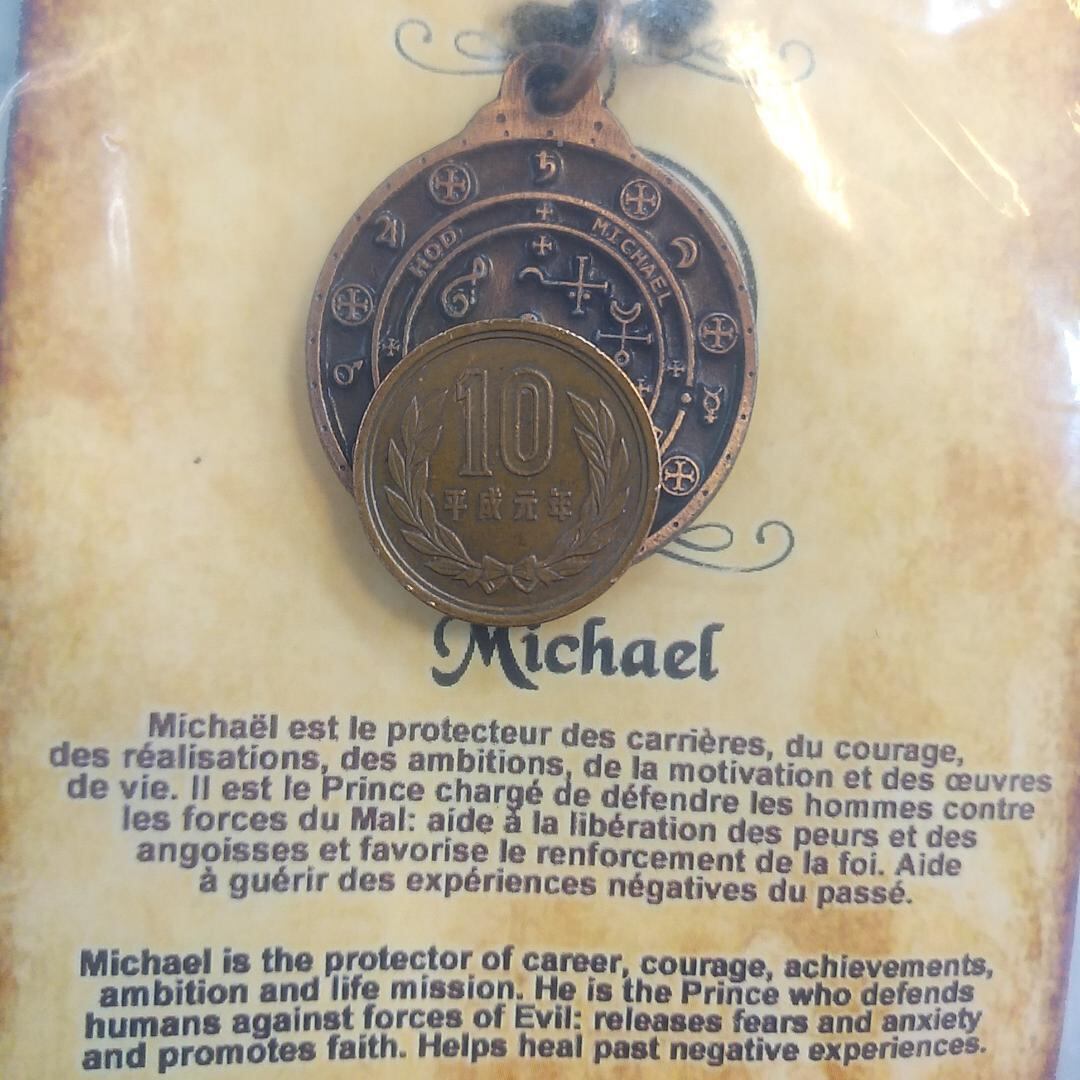 HOD
MICHAEL
10
平成元年
Michael
Michaël est le protecteur des carrières, du courage,
des réalisations, des ambitions, de la motivation et des œuvres
de vie. Il est le Prince chargé de défendre les hommes contre
les forces du Mal: aide à la libération des peurs et des
angoisses et favorise le renforcement de la foi. Aide
à guérir des expériences négatives du passé.
Michael is the protector of career, courage, achievements,
ambition and life mission. He is the Prince who defends
humans against forces of Evil: releases fears and anxiety
and promotes faith. Helps heal past negative experiences.